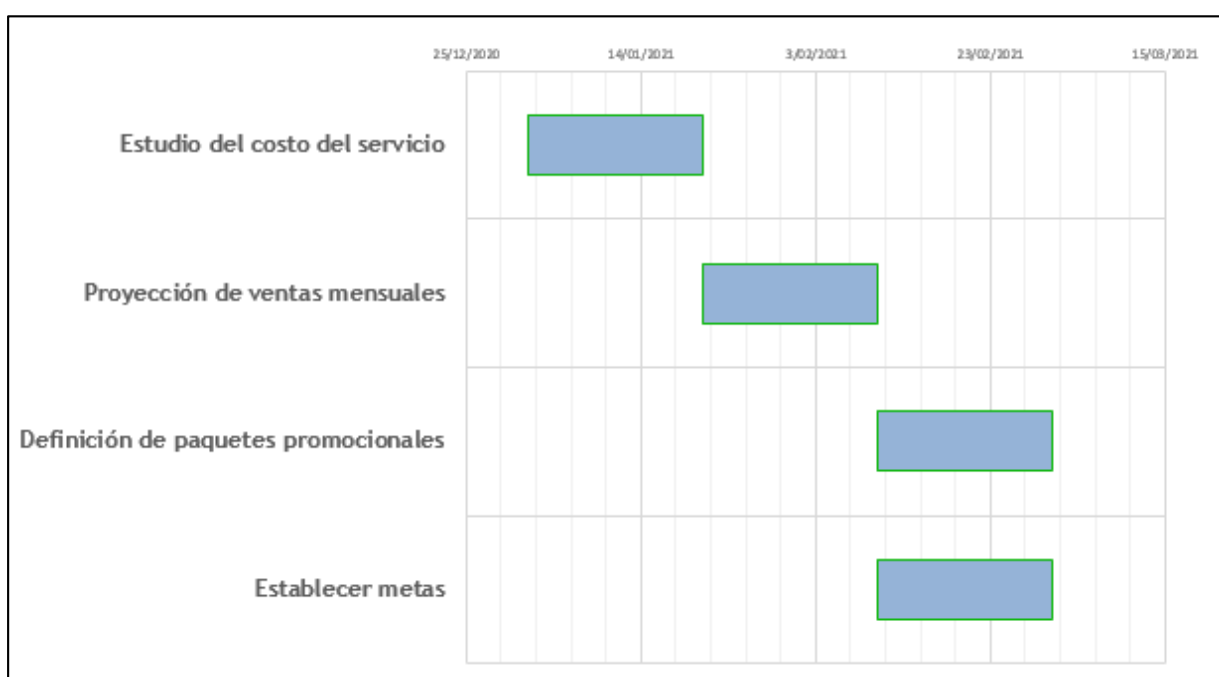 25/12/2020 14/01/2021 3/02/2021 23/02/2021 15/03/2021
Estudio del costo del servicio
Proyección de ventas mensuales
Definición de paquetes promocionales
Establecer metas